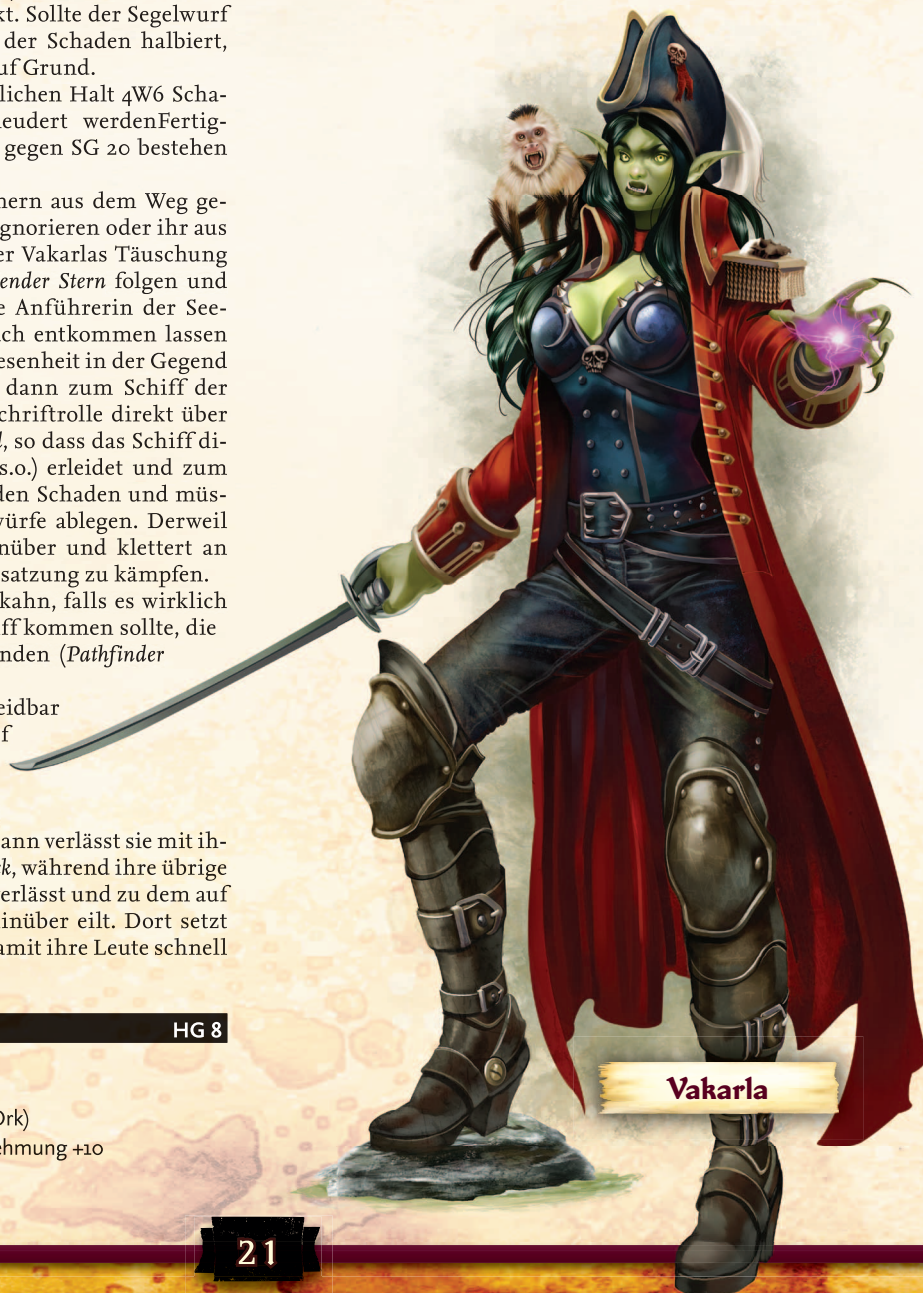 kt. Sollte der Segelwurf
der Schaden halbiert,
uf Grund.
lichen Halt 4W6 Scha-
leudert werdenFertig-
gegen SG 20 bestehen
nern aus dem Weg ge-
gnorieren oder ihr aus
er Vakarlas Täuschung
ender Stern folgen und
e Anführerin der See-
ich entkommen lassen
esenheit in der Gegend
dann zum Schiff der
chriftrolle direkt über
l, so dass das Schiff di-
s.o.) erleidet und zum
den Schaden und müs-
würfe ablegen. Derweil
nüber und klettert an
satzung zu kämpfen.
kahn, falls es wirklich
iff kommen sollte, die
nden (Pathfinder
eidbar
f
ann verlässt sie mit ih-
ck, während ihre übrige
verlässt und zu dem auf
inüber eilt. Dort setzt
amit ihre Leute schnell
HG 8
Ork)
ehmung +10
Vakarla
21